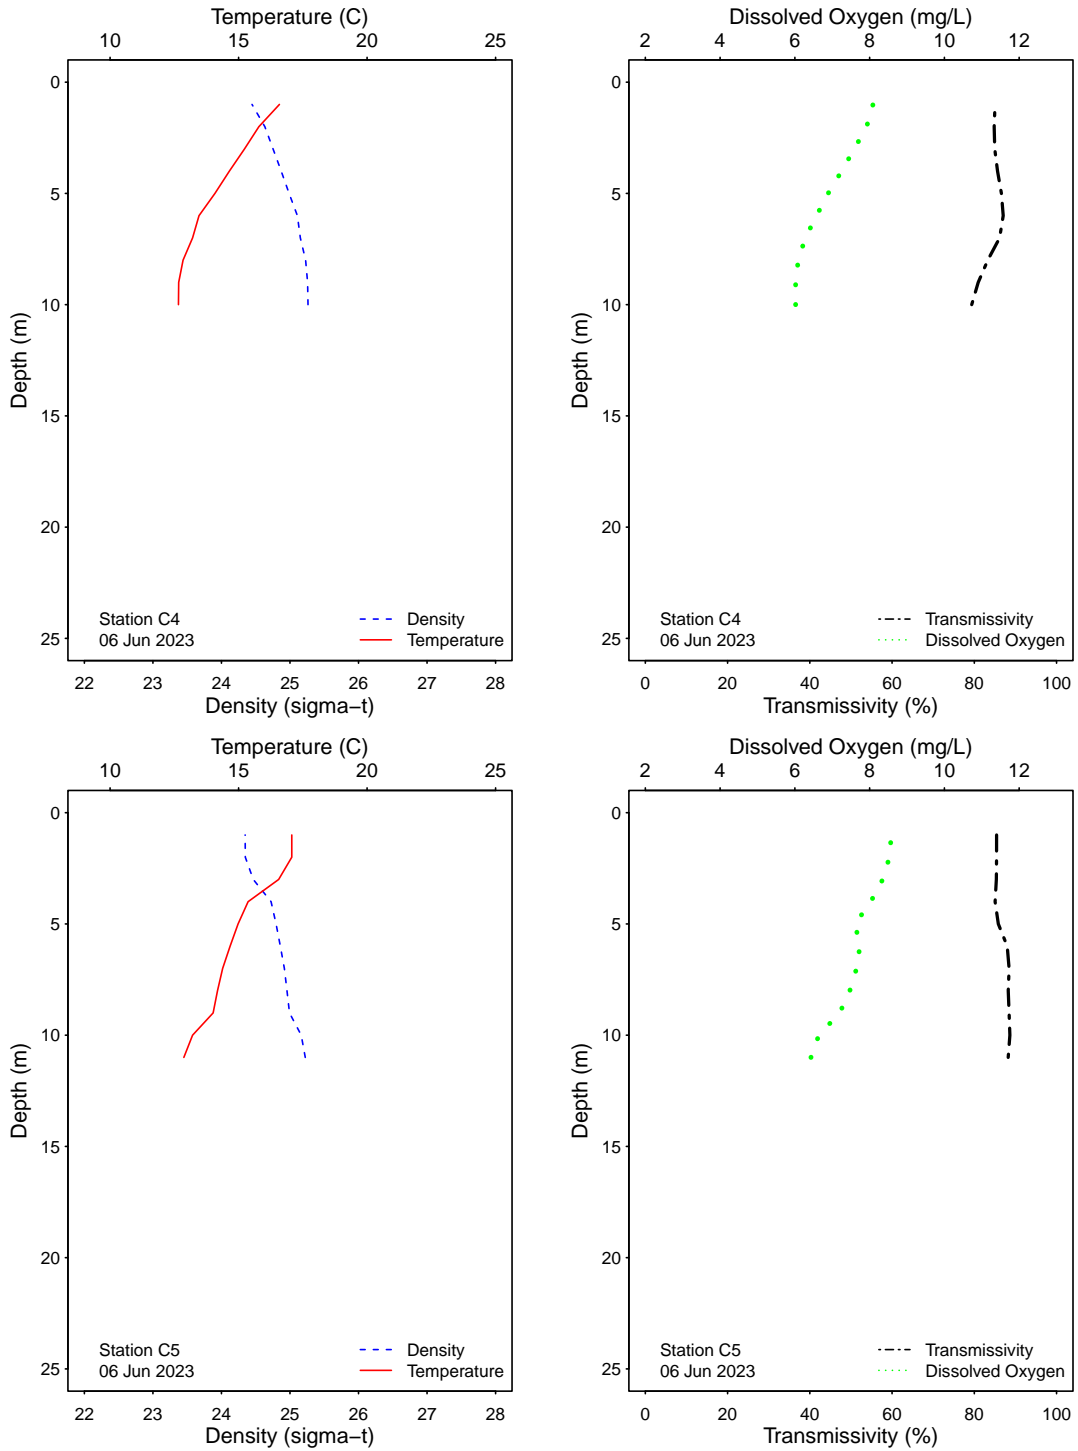 Temperature (C)
10 15 20 25
0
5
10
15
20
25
Depth (m)
Station C4
06 Jun 2023
Density
Temperature
22 23 24 25 26 27 28
Density (sigma−t)
Dissolved Oxygen (mg/L)
2 4 6 8 10 12
0
5
10
15
20
25
Depth (m)
Station C4
06 Jun 2023
Transmissivity
Dissolved Oxygen
0 20 40 60 80 100
Transmissivity (%)
Temperature (C)
10 15 20 25
0
5
10
15
20
25
Depth (m)
Station C5
06 Jun 2023
Density
Temperature
22 23 24 25 26 27 28
Density (sigma−t)
Dissolved Oxygen (mg/L)
2 4 6 8 10 12
0
5
10
15
20
25
Depth (m)
Station C5
06 Jun 2023
Transmissivity
Dissolved Oxygen
0 20 40 60 80 100
Transmissivity (%)